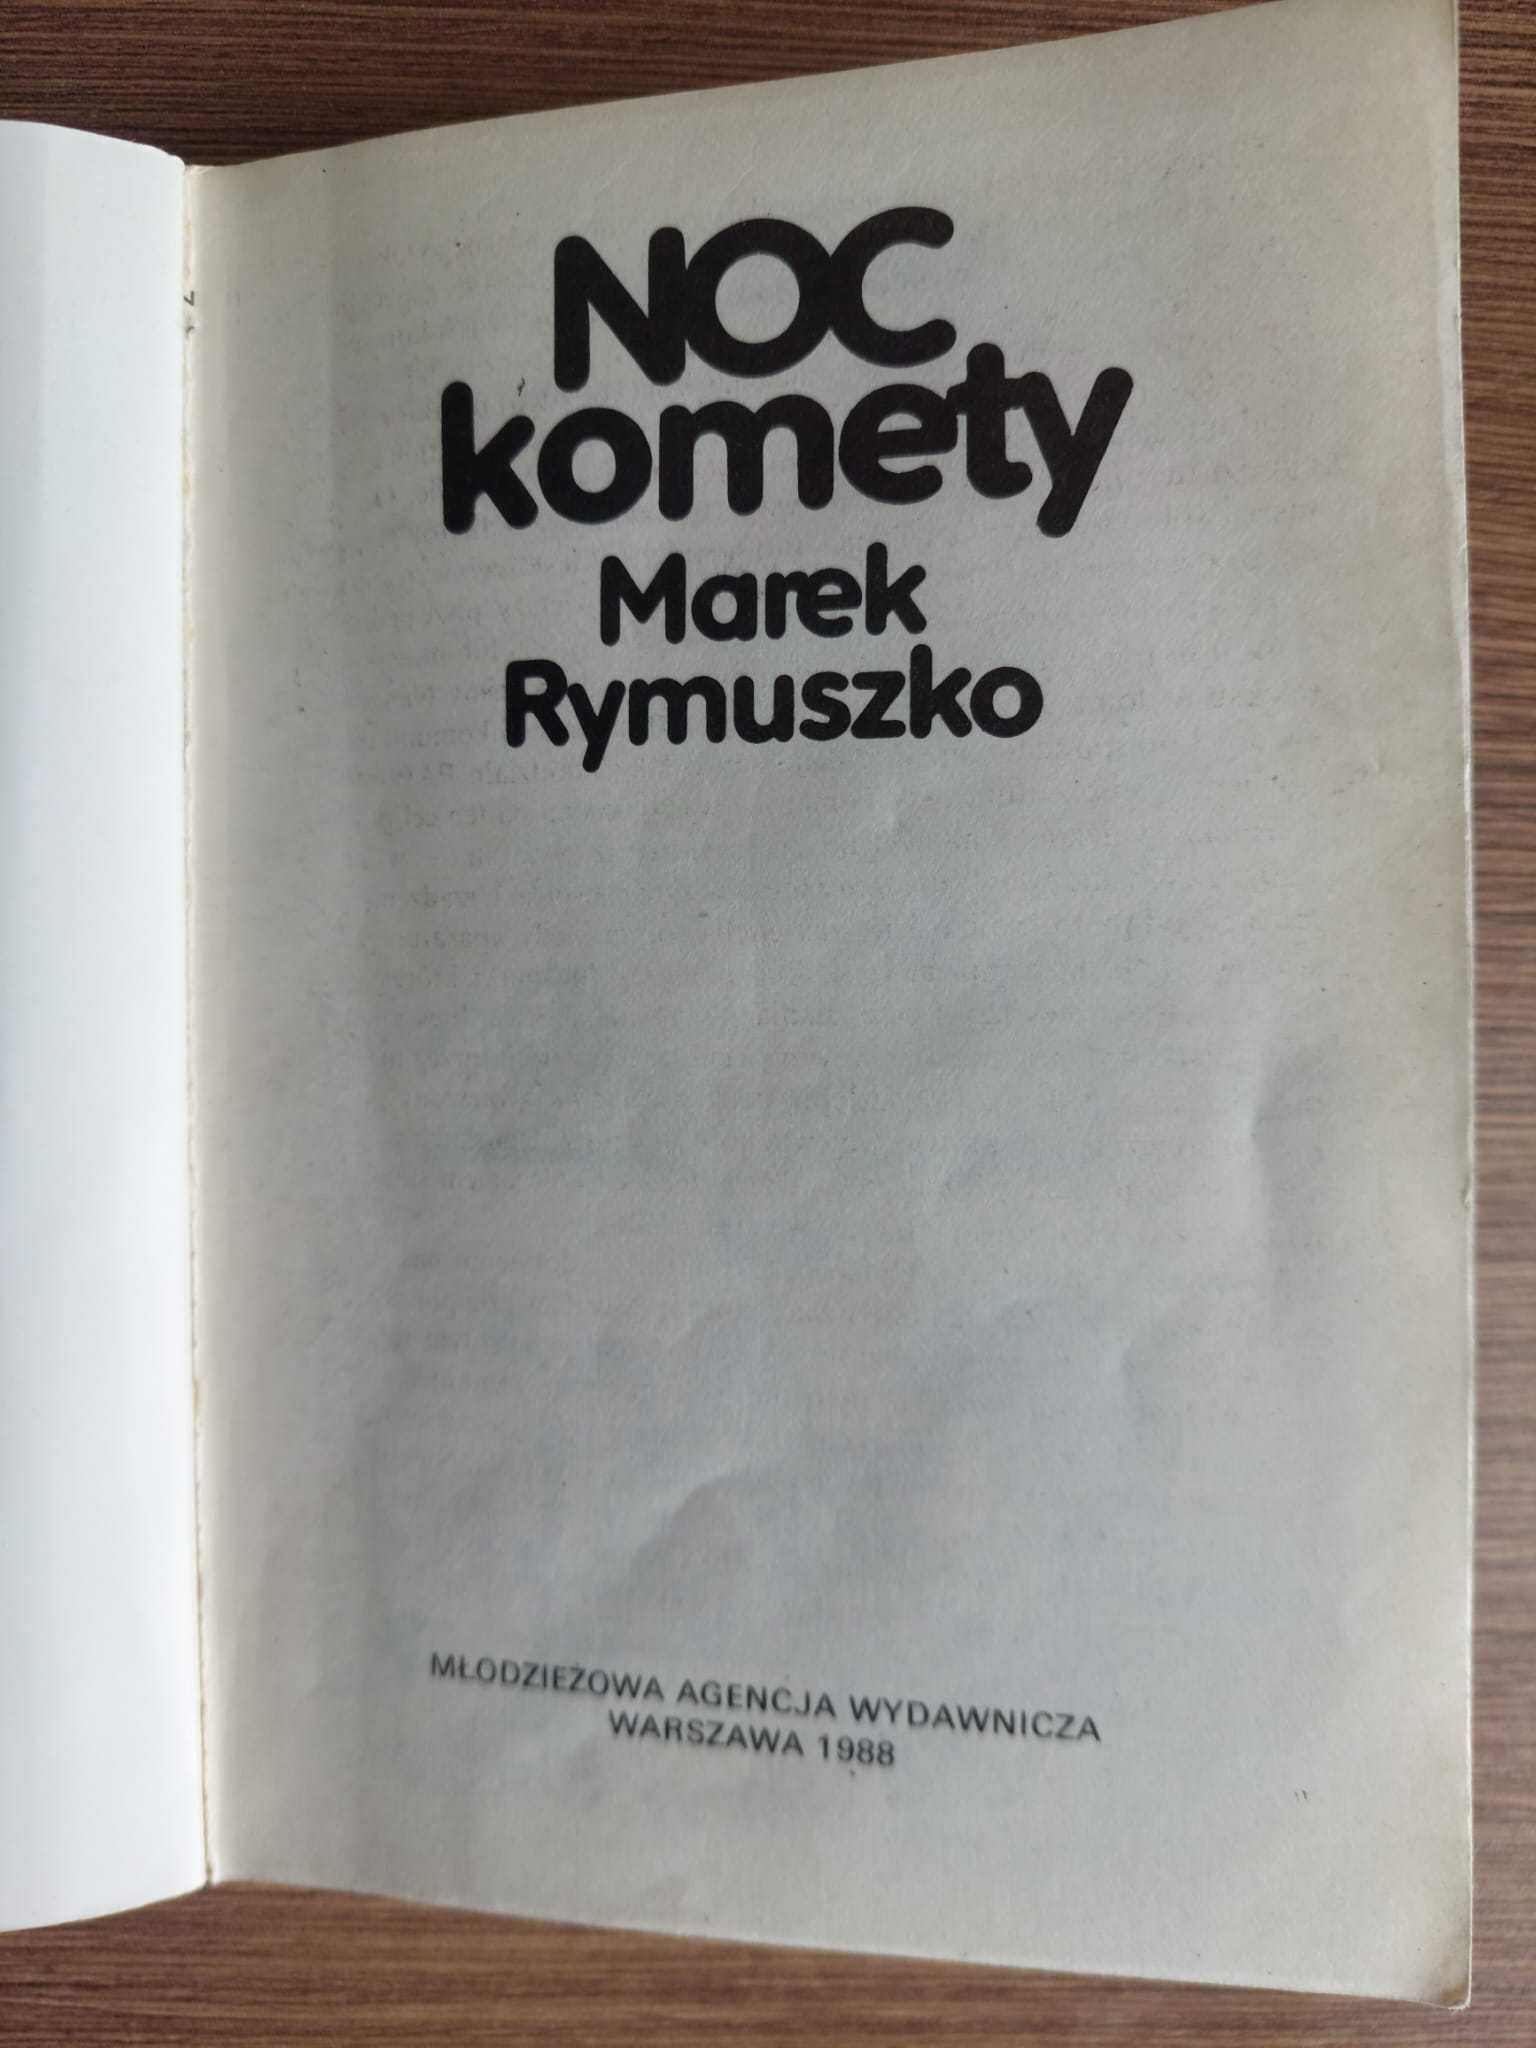 NOC
komety
Marek
Rymuszko
MŁODZIEŻOWA AGENCJA WYDAWNICZA
WARSZAWA 1988